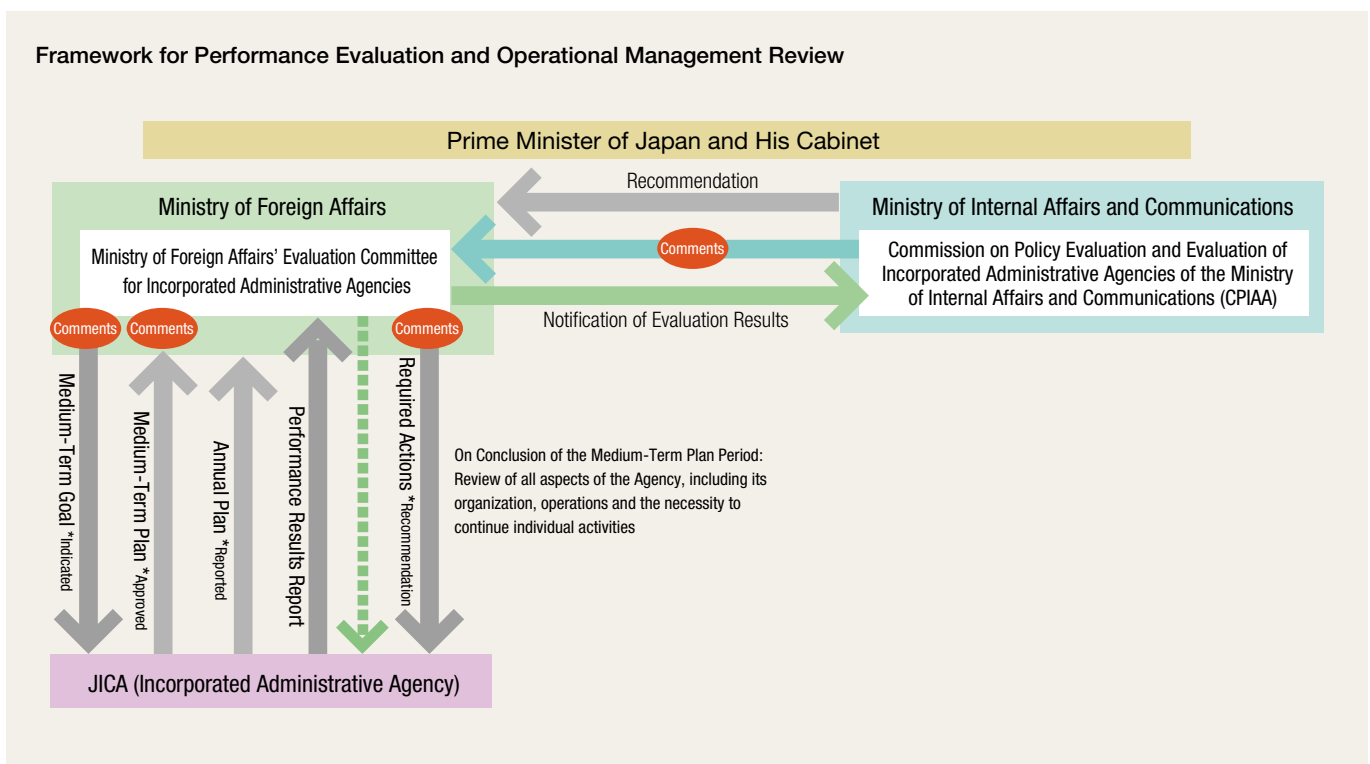 Framework for Performance Evaluation and Operational Management Review
Prime Minister of Japan and His Cabinet
Ministry of Foreign Affairs
Ministry of Foreign Affairs' Evaluation Committee
for Incorporated Administrative Agencies
Recommendation
Comments
Notification of Evaluation Results
Ministry of Internal Affairs and Communications
Commission on Policy Evaluation and Evaluation of
Incorporated Administrative Agencies of the Ministry
of Internal Affairs and Communications (CPIAA)
Comments
Comments
Comments
Medium-Term Goal *Indicated
Medium-Term Plan *Approved
Annual Plan *Reported
Performance Results Report
Required Actions *Recommendation
On Conclusion of the Medium-Term Plan Period:
Review of all aspects of the Agency, including its
organization, operations and the necessity to
continue individual activities
JICA (Incorporated Administrative Agency)